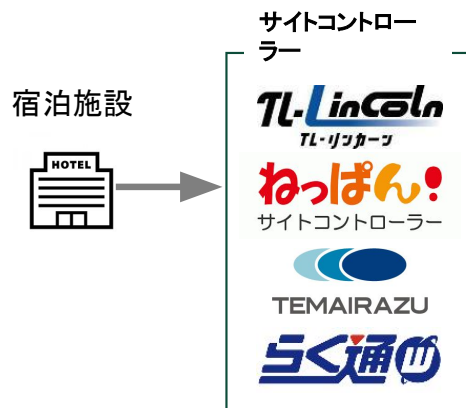 サイトコントロー
ラー
宿泊施設
HOTEL
TL-Lincoln
TL-リンカーン
ねっぱん!
サイトコントローラー
TEMAIRAZU
らく通